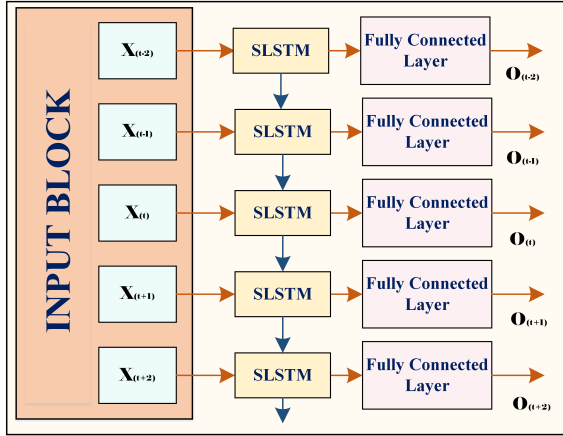 INPUT BLOCK
X(t-2)
SLSTM
Fully Connected
Layer
O(t-2)
X(t-1)
SLSTM
Fully Connected
Layer
O(t-1)
X(t)
SLSTM
Fully Connected
Layer
O(t)
X(t+1)
SLSTM
Fully Connected
Layer
O(t+1)
X(t+2)
SLSTM
Fully Connected
Layer
O(t+2)